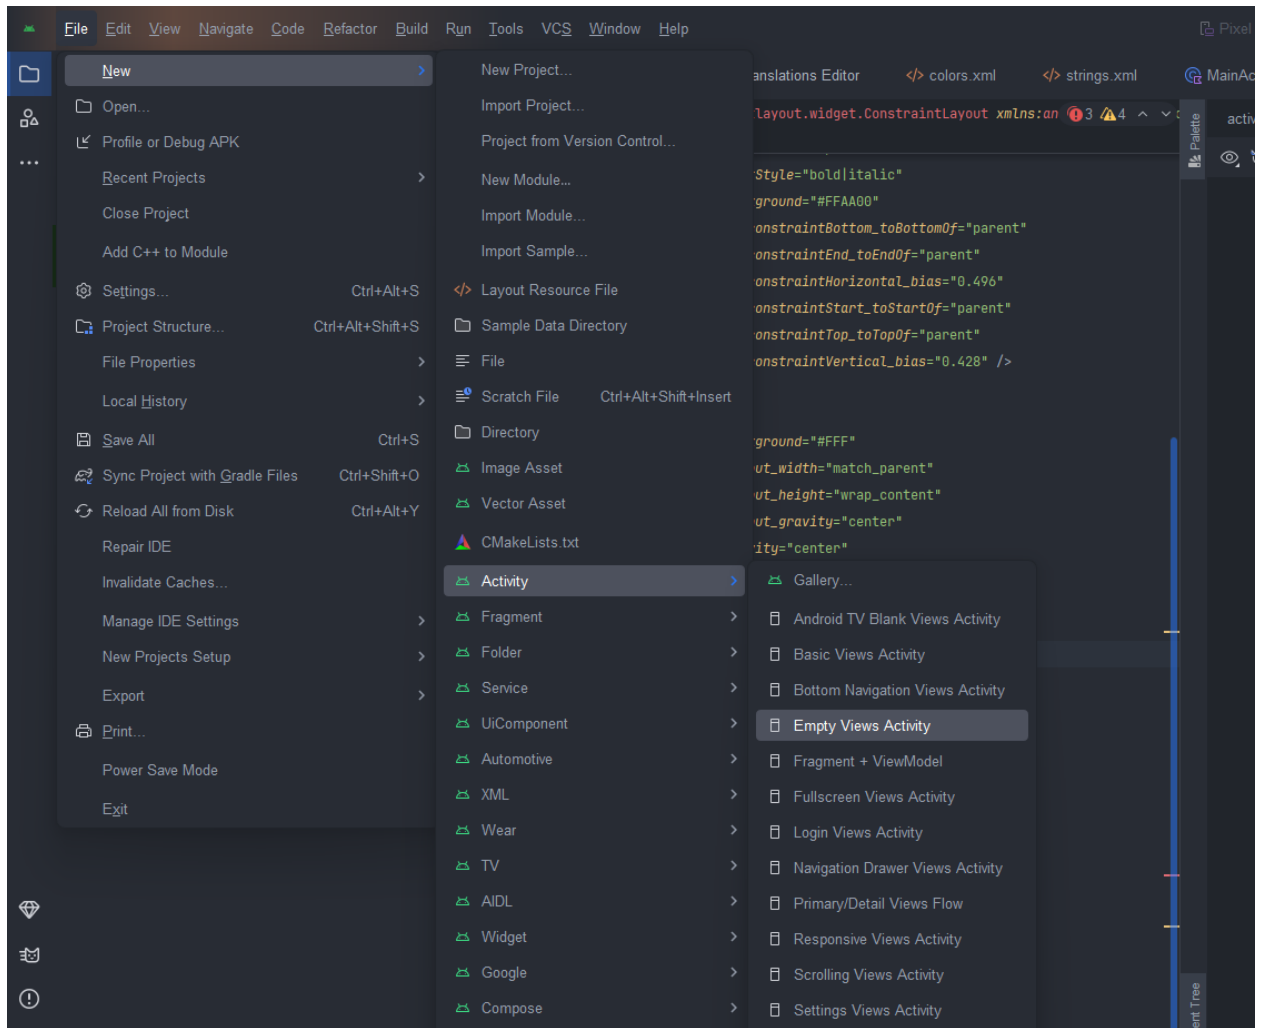 File Edit View Navigate Code Refactor Build Run Tools VCS Window Help
Pixel
New
Open...
Profile or Debug APK
Recent Projects
Close Project
Add C++ to Module
Settings... Ctrl+Alt+S
Project Structure... Ctrl+Alt+Shift+S
File Properties
Local History
Save All Ctrl+S
Sync Project with Gradle Files Ctrl+Shift+O
Reload All from Disk Ctrl+Alt+Y
Repair IDE
Invalidate Caches...
Manage IDE Settings
New Projects Setup
Export
Print...
Power Save Mode
Exit
New Project...
Import Project...
Project from Version Control...
New Module...
Import Module...
Import Sample...
Layout Resource File
Sample Data Directory
File
Scratch File Ctrl+Alt+Shift+Insert
Directory
Image Asset
Vector Asset
CMakeLists.txt
Activity
Fragment
Folder
Service
UiComponent
Automotive
XML
Wear
TV
AIDL
Widget
Google
Compose
Gallery...
Android TV Blank Views Activity
Basic Views Activity
Bottom Navigation Views Activity
Empty Views Activity
Fragment + ViewModel
Fullscreen Views Activity
Login Views Activity
Navigation Drawer Views Activity
Primary/Detail Views Flow
Responsive Views Activity
Scrolling Views Activity
Settings Views Activity
anslations Editor </> colors.xml </> strings.xml MainAc
layout.widget.ConstraintLayout xmlns:an 3 4
Style="bold|italic"
ground="#FFAA00"
onstraintBottom_toBottomOf="parent"
onstraintEnd_toEndOf="parent"
onstraintHorizontal_bias="0.496"
onstraintStart_toStartOf="parent"
onstraintTop_toTopOf="parent"
onstraintVertical_bias="0.428" />
ground="#FFF"
ut_width="match_parent"
ut_height="wrap_content"
ut_gravity="center"
ity="center"
Palette
activ
ent Tree